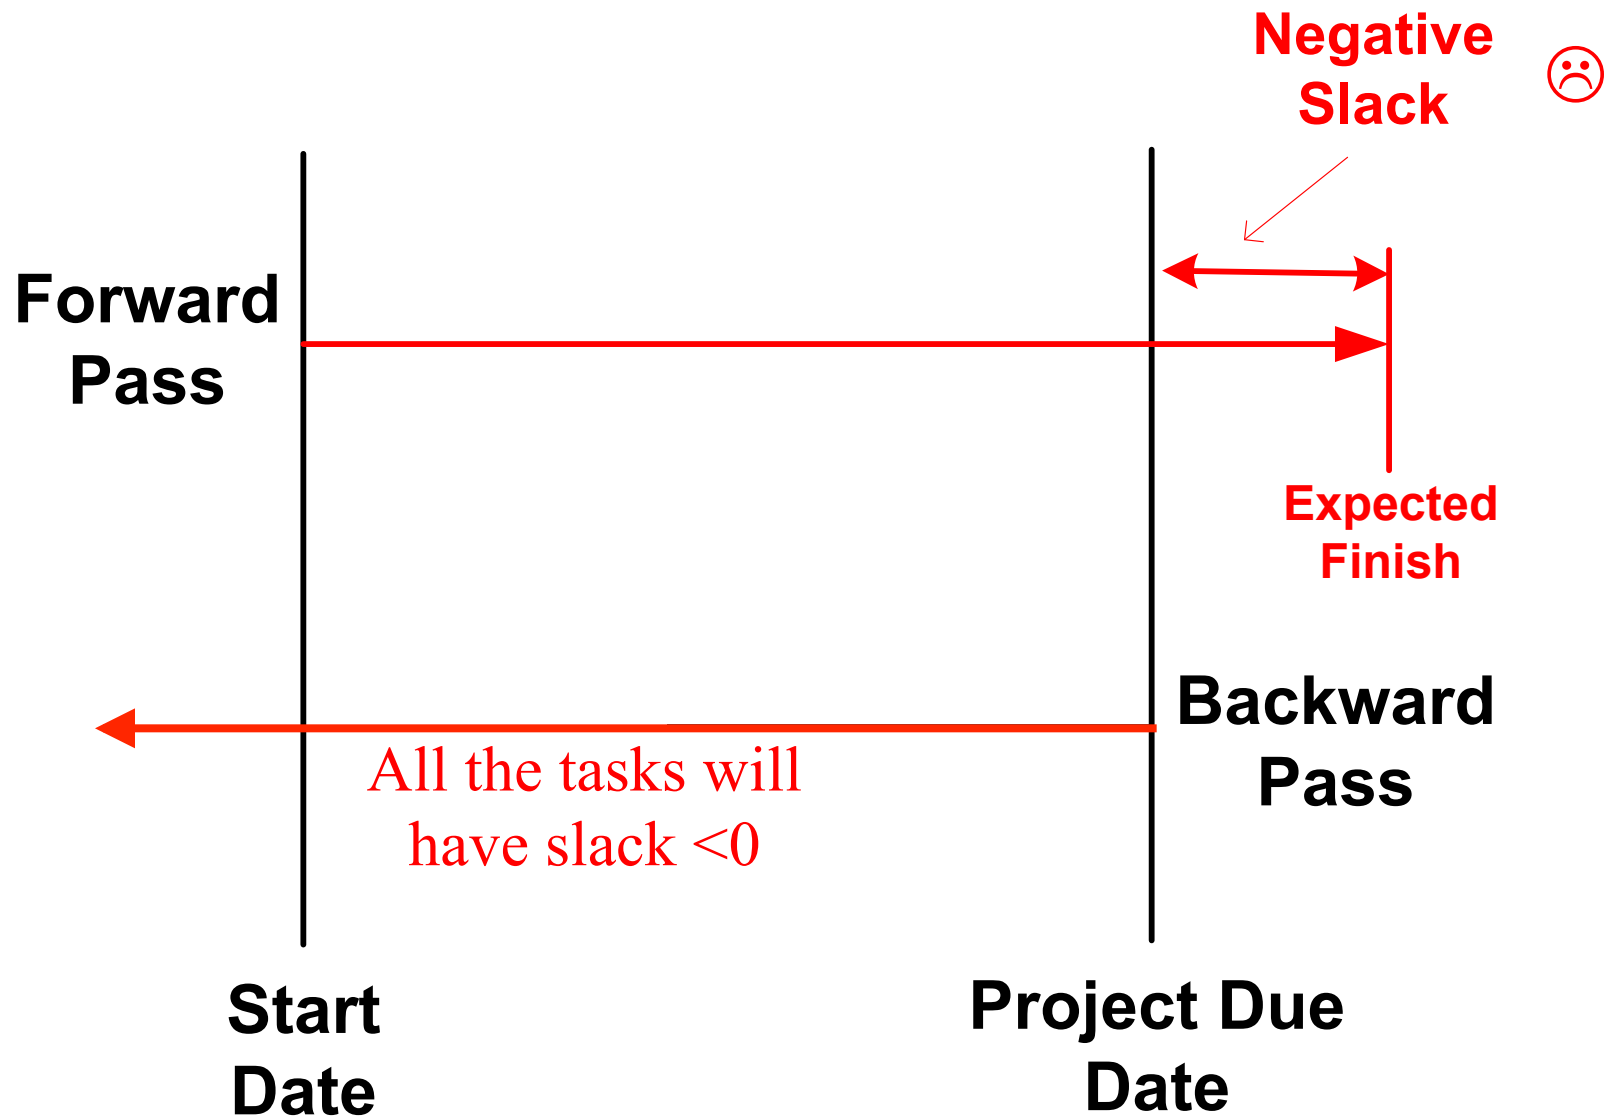 Negative
Slack
Forward
Pass
Expected
Finish
Backward
Pass
All the tasks will
have slack <0
Start
Date
Project Due
Date